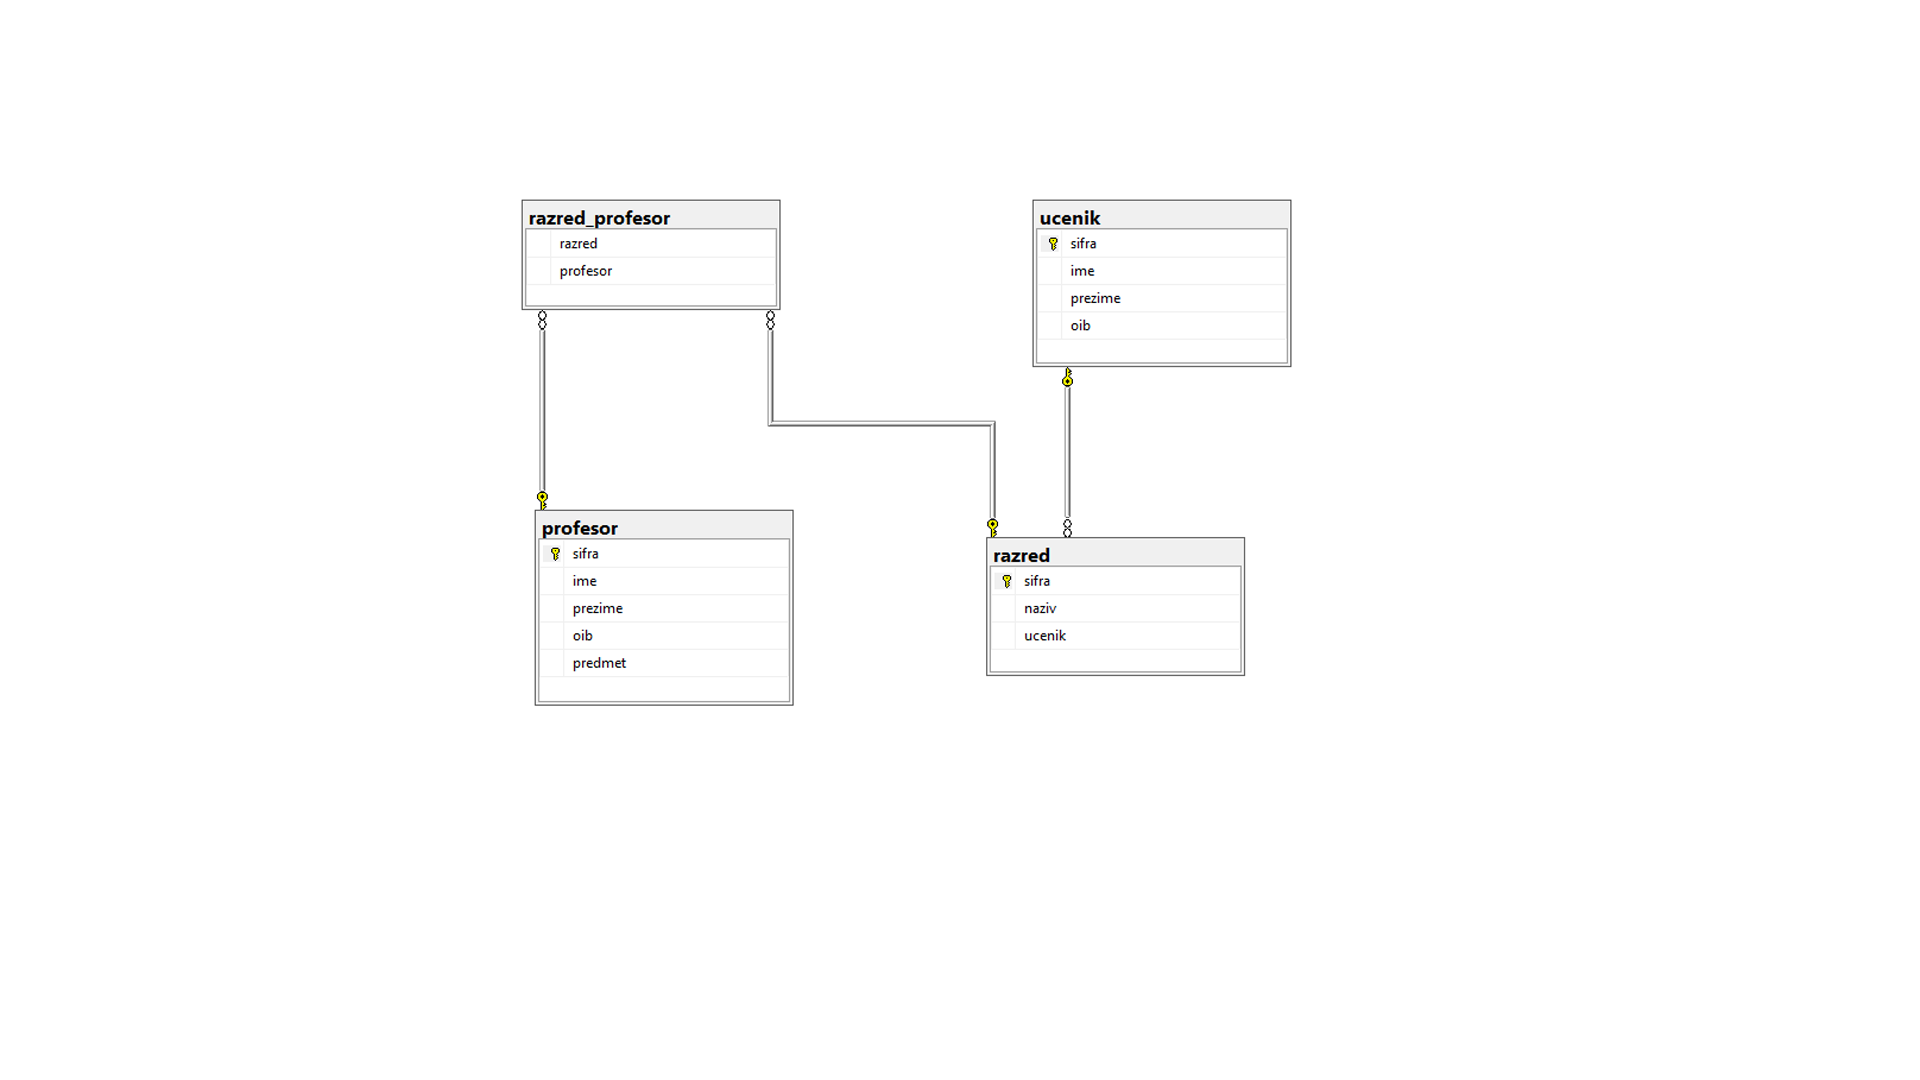 razred_profesor
razred
profesor
ucenik
sifra
ime
prezime
oib
profesor
sifra
ime
prezime
oib
predmet
razred
sifra
naziv
ucenik